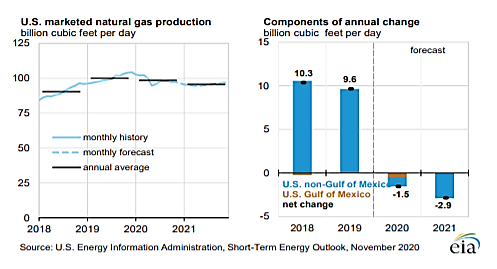 U.S. marketed natural gas production
billion cubic feet per day
125
100
75
50
25
0
monthly history
monthly forecast
annual average
2018 2019 2020 2021
Components of annual change
billion cubic feet per day
15
10
5
0
-5
forecast
10.3
9.6
-1.5
-2.9
U.S. non-Gulf of Mexico
U.S. Gulf of Mexico
net change
2018 2019 2020 2021
Source: U.S. Energy Information Administration, Short-Term Energy Outlook, November 2020
eia